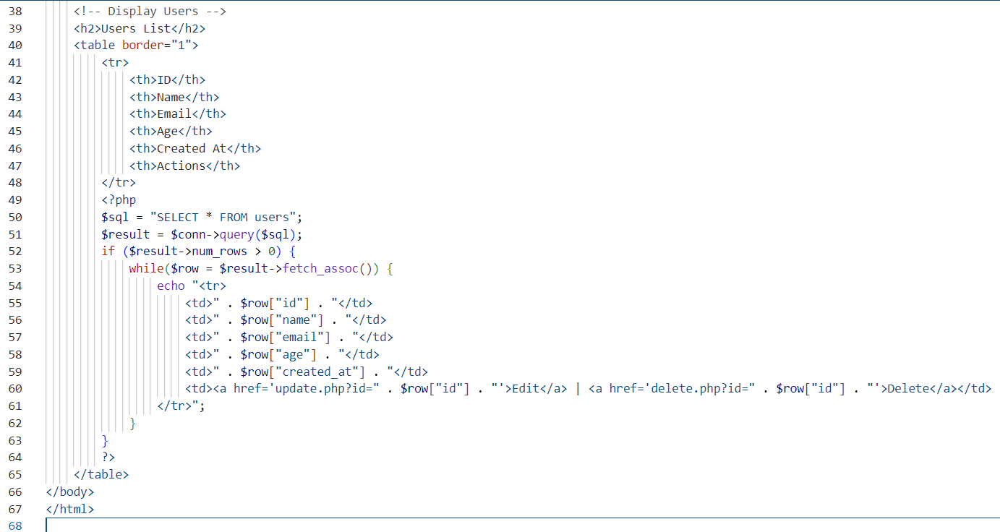 38 <!-- Display Users -->
39 <h2>Users List</h2>
40 <table border="1">
41 <tr>
42 <th>ID</th>
43 <th>Name</th>
44 <th>Email</th>
45 <th>Age</th>
46 <th>Created At</th>
47 <th>Actions</th>
48 </tr>
49 <?php
50 $sql = "SELECT * FROM users";
51 $result = $conn->query($sql);
52 if ($result->num_rows > 0) {
53 while($row = $result->fetch_assoc()) {
54 echo "<tr>
55 <td>" . $row["id"] . "</td>
56 <td>" . $row["name"] . "</td>
57 <td>" . $row["email"] . "</td>
58 <td>" . $row["age"] . "</td>
59 <td>" . $row["created_at"] . "</td>
60 <td><a href='update.php?id=" . $row["id"] . "'>Edit</a> | <a href='delete.php?id=" . $row["id"] . "'>Delete</a></td>
61 </tr>";
62 }
63 }
64 ?>
65 </table>
66 </body>
67 </html>
68